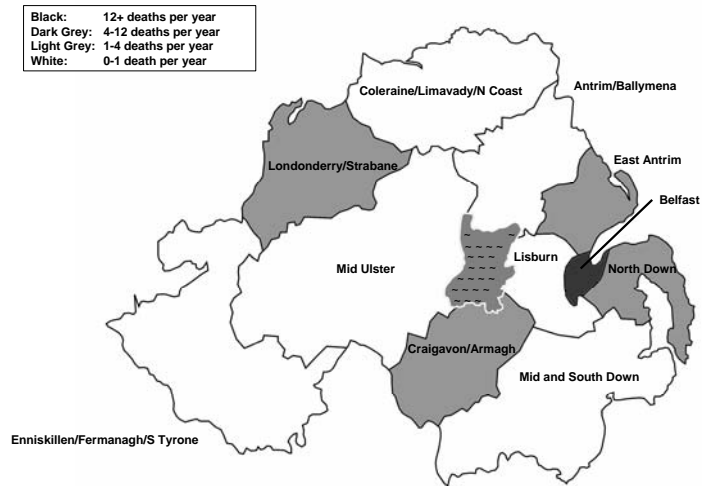 Black: 12+ deaths per year
Dark Grey: 4-12 deaths per year
Light Grey: 1-4 deaths per year
White: 0-1 death per year
Coleraine/Limavady/N Coast
Antrim/Ballymena
Londonderry/Strabane
East Antrim
Belfast
Lisburn
Mid Ulster
North Down
Craigavon/Armagh
Mid and South Down
Enniskillen/Fermanagh/S Tyrone